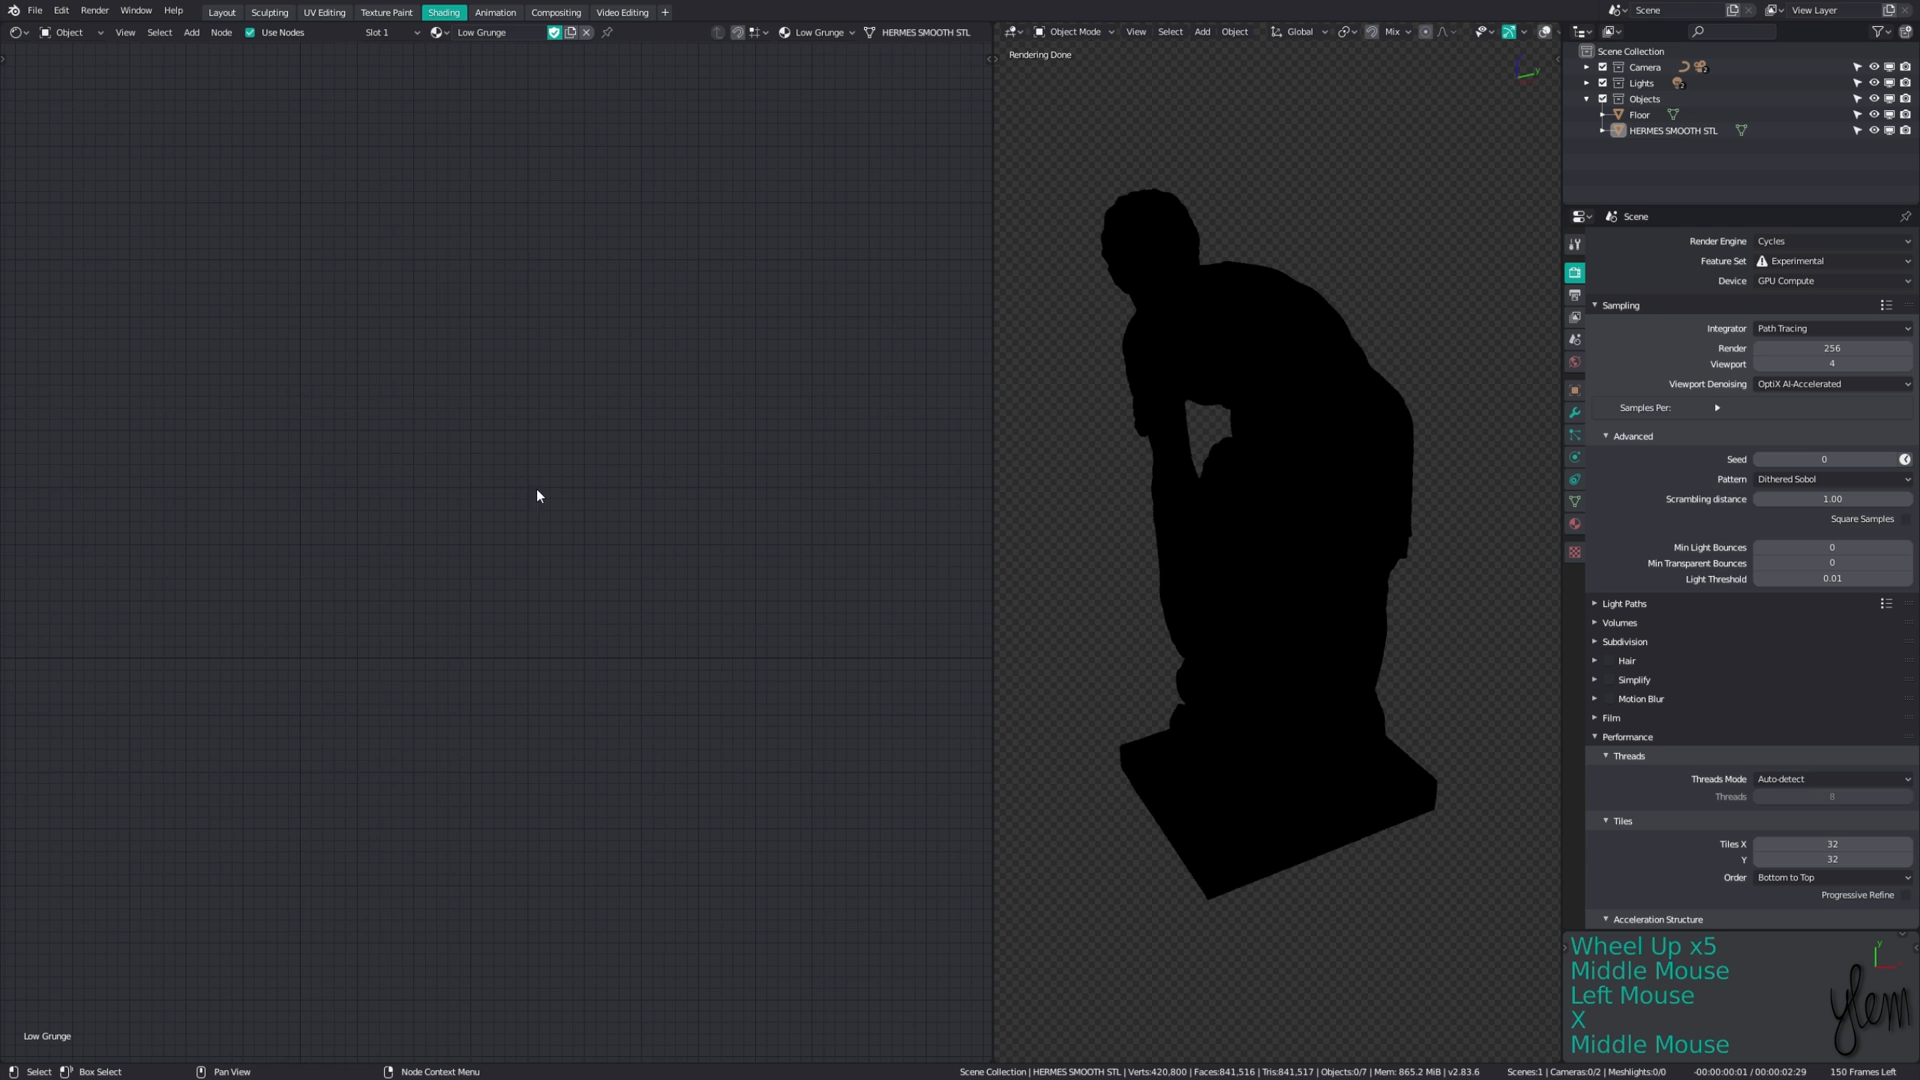 File Edit Render Window Help Layout Sculpting UV Editing Texture Paint Shading Animation Compositing Video Editing + Scene View Layer
Object View Select Add Node Use Nodes Slot 1 Low Grunge Low Grunge HERMES SMOOTH STL
Object Mode View Select Add Object Global Mix
Rendering Done
Scene Collection
Camera 2
Lights 2
Objects
Floor
HERMES SMOOTH STL
Scene
Render Engine Cycles
Feature Set Experimental
Device GPU Compute
Sampling
Integrator Path Tracing
Render 256
Viewport 4
Viewport Denoising OptiX AI-Accelerated
Samples Per:
Advanced
Seed 0
Pattern Dithered Sobol
Scrambling distance 1.00
Square Samples
Min Light Bounces 0
Min Transparent Bounces 0
Light Threshold 0.01
Light Paths
Volumes
Subdivision
Hair
Simplify
Motion Blur
Film
Performance
Threads
Threads Mode Auto-detect
Threads 8
Tiles
Tiles X 32
Y 32
Order Bottom to Top
Progressive Refine
Acceleration Structure
Wheel Up x5
Middle Mouse
Left Mouse
X
Middle Mouse
y
ylem
Low Grunge
Select Box Select Pan View Node Context Menu
Scene Collection | HERMES SMOOTH STL | Verts:420,800 | Faces:841,516 | Tris:841,517 | Objects:0/7 | Mem: 865.2 MiB | v2.83.6 Scenes:1 | Cameras:0/2 | Meshlights:0/0 -00:00:00:01 / 00:00:02:29 150 Frames Left